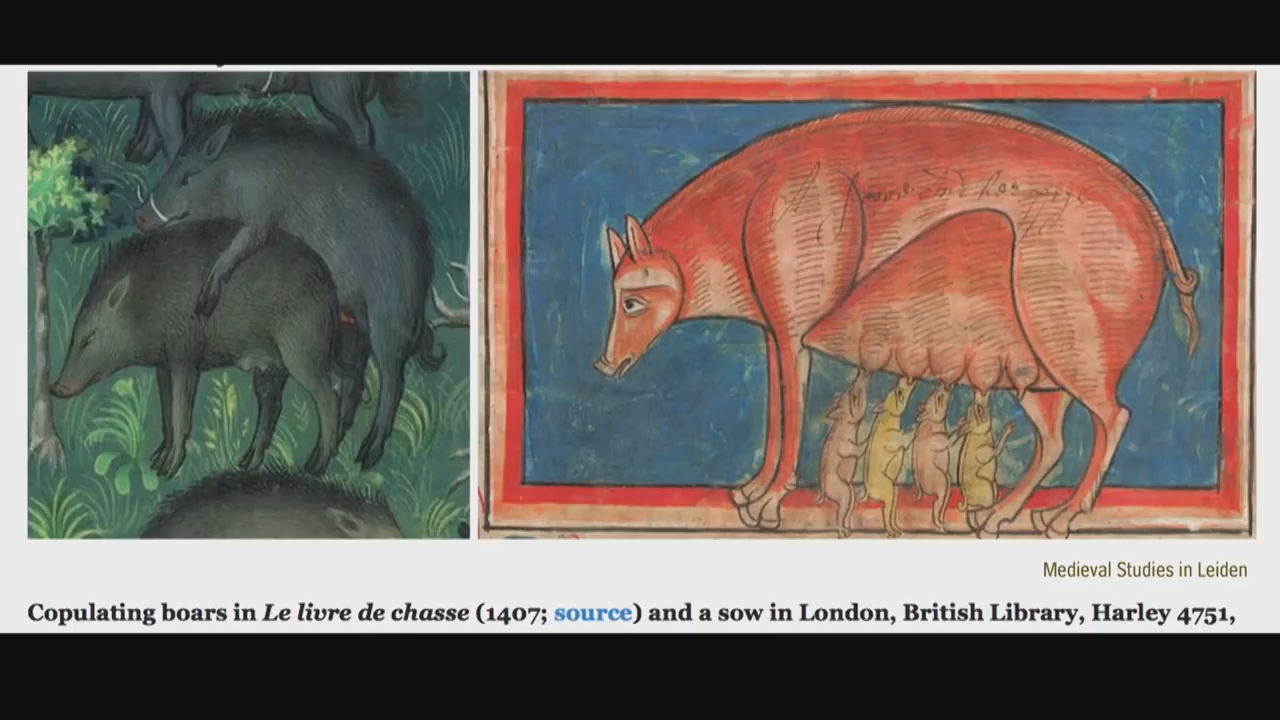 Medieval Studies in Leiden
Copulating boars in Le livre de chasse (1407; source) and a sow in London, British Library, Harley 4751,